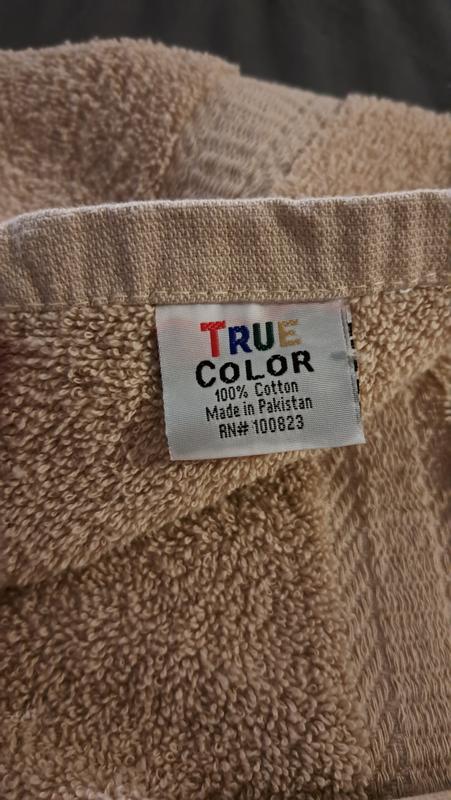 TRUE
COLOR
100% Cotton
Made in Pakistan
RN# 100823